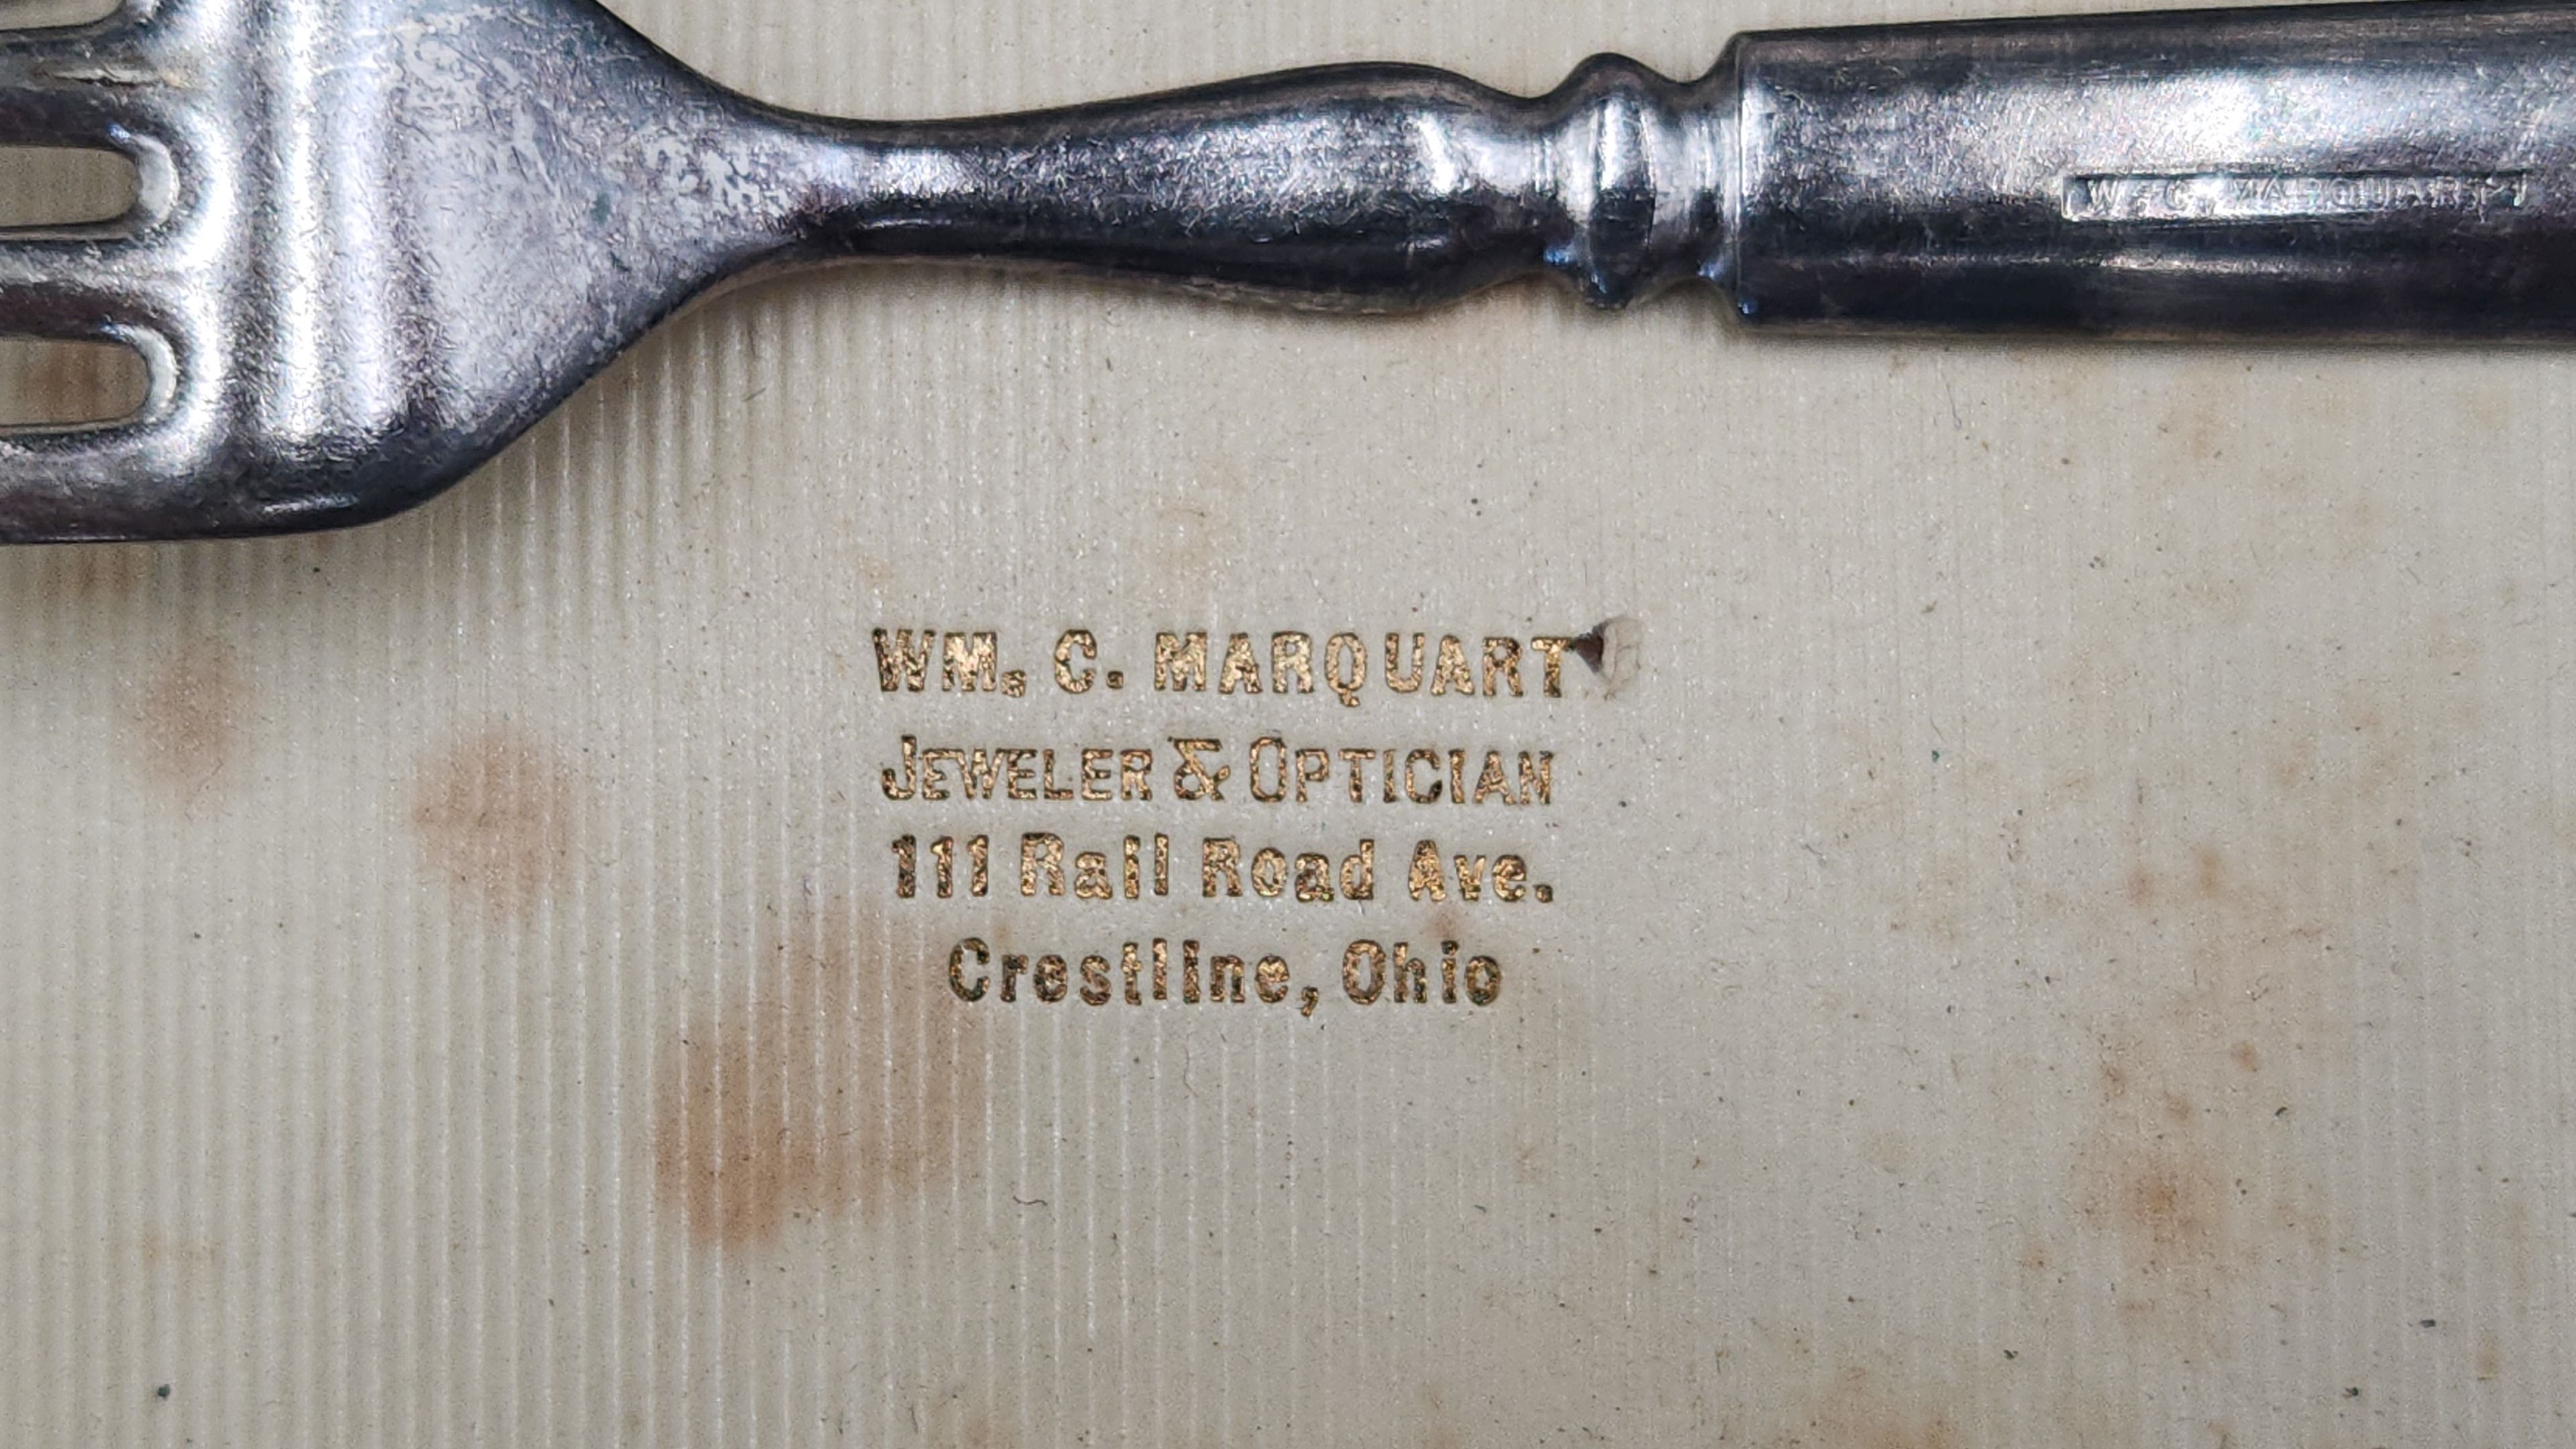 W. C. MARQUART
WM. C. MARQUART
JEWELER & OPTICIAN
111 Rail Road Ave.
Crestline, Ohio